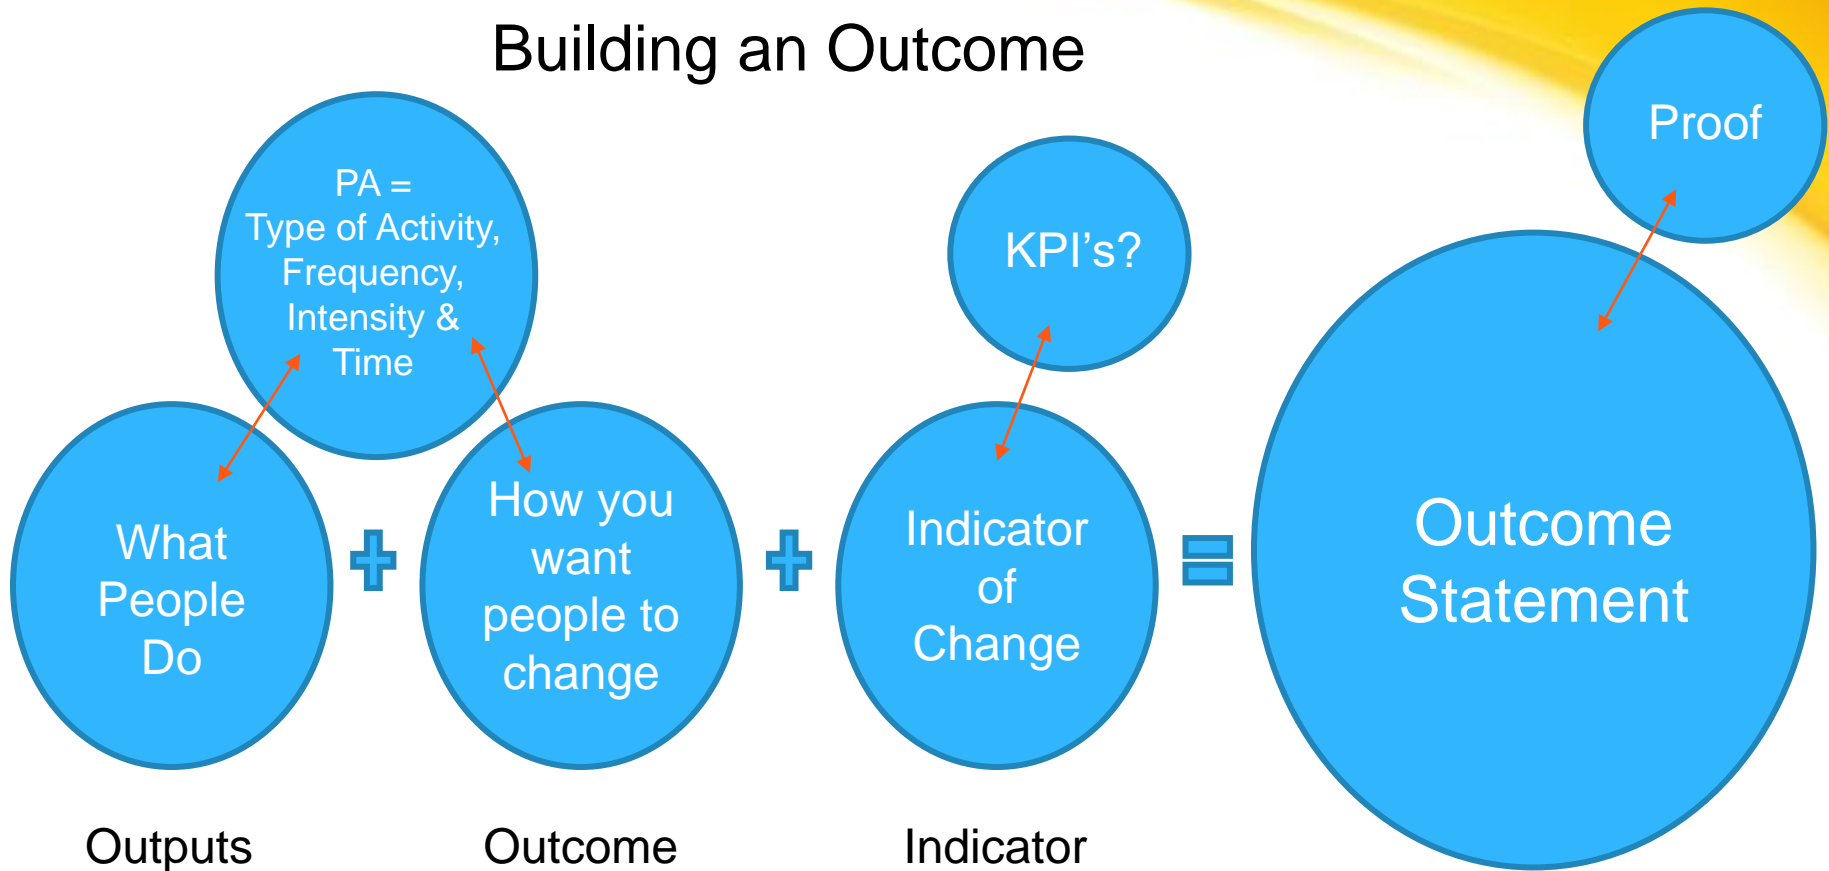 Building an Outcome
PA =
Type of Activity,
Frequency,
Intensity &
Time
KPI’s?
Proof
What
People
Do
How you
want
people to
change
Indicator
of
Change
Outcome
Statement
Outputs
Outcome
Indicator